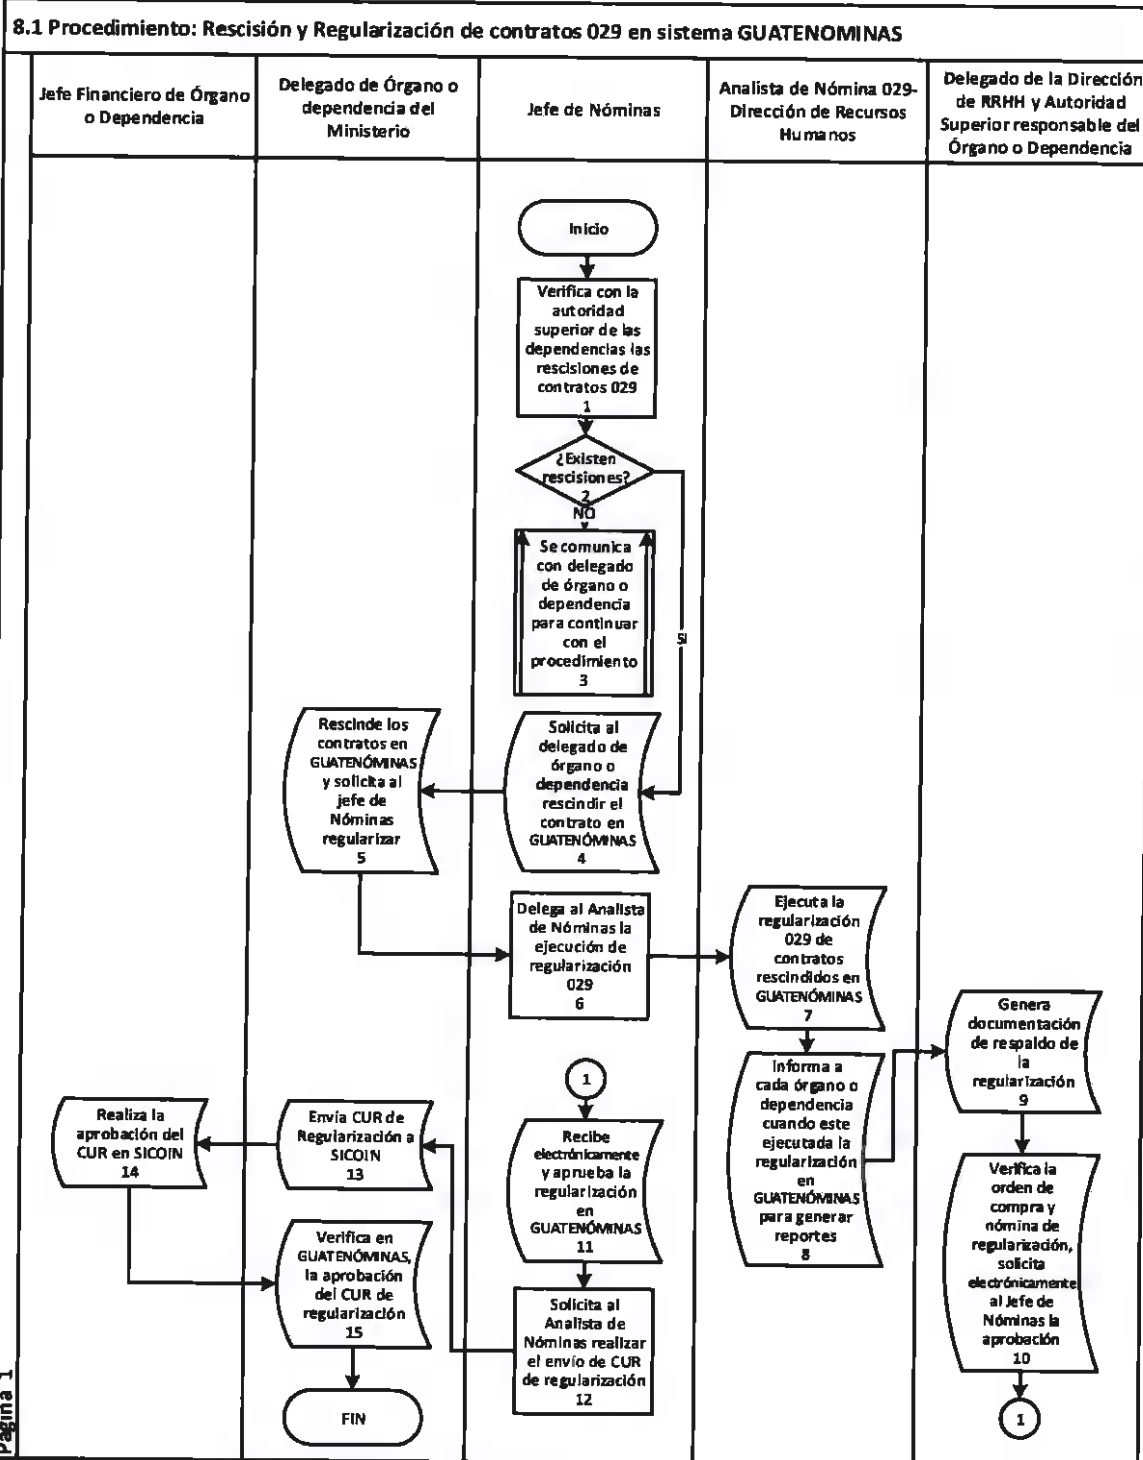 8.1 Procedimiento: Rescisión y Regularización de contratos 029 en sistema GUATENOMINAS
Jefe Financiero de Órgano
o Dependencia
Delegado de Órgano o
dependencia del
Ministerio
Jefe de Nóminas
Analista de Nómina 029-
Dirección de Recursos
Humanos
Delegado de la Dirección
de RRHH y Autoridad
Superior responsable del
Órgano o Dependencia
Inicio
Verifica con la
autoridad
superior de las
dependencias las
rescisiones de
contratos 029
1
¿Existen
rescisiones?
2
NO
SI
Se comunica
con delegado
de órgano o
dependencia
para continuar
con el
procedimiento
3
Solicita al
delegado de
órgano o
dependencia
rescindir el
contrato en
GUATENÓMINAS
4
Rescinde los
contratos en
GUATENÓMINAS
y solicita al
jefe de
Nóminas
regularizar
5
Delega al Analista
de Nóminas la
ejecución de
regularización
029
6
Ejecuta la
regularización
029 de
contratos
rescindidos en
GUATENÓMINAS
7
Informa a
cada órgano o
dependencia
cuando este
ejecutada la
regularización
en
GUATENÓMINAS
para generar
reportes
8
Genera
documentación
de respaldo de
la
regularización
9
Verifica la
orden de
compra y
nómina de
regularización,
solicita
electrónicamente
al Jefe de
Nóminas la
aprobación
10
1
1
Recibe
electrónicamente
y aprueba la
regularización
en
GUATENÓMINAS
11
Solicita al
Analista de
Nóminas realizar
el envío de CUR
de regularización
12
Envía CUR de
Regularización a
SICOIN
13
Realiza la
aprobación del
CUR en SICOIN
14
Verifica en
GUATENÓMINAS,
la aprobación
del CUR de
regularización
15
FIN
Página 1